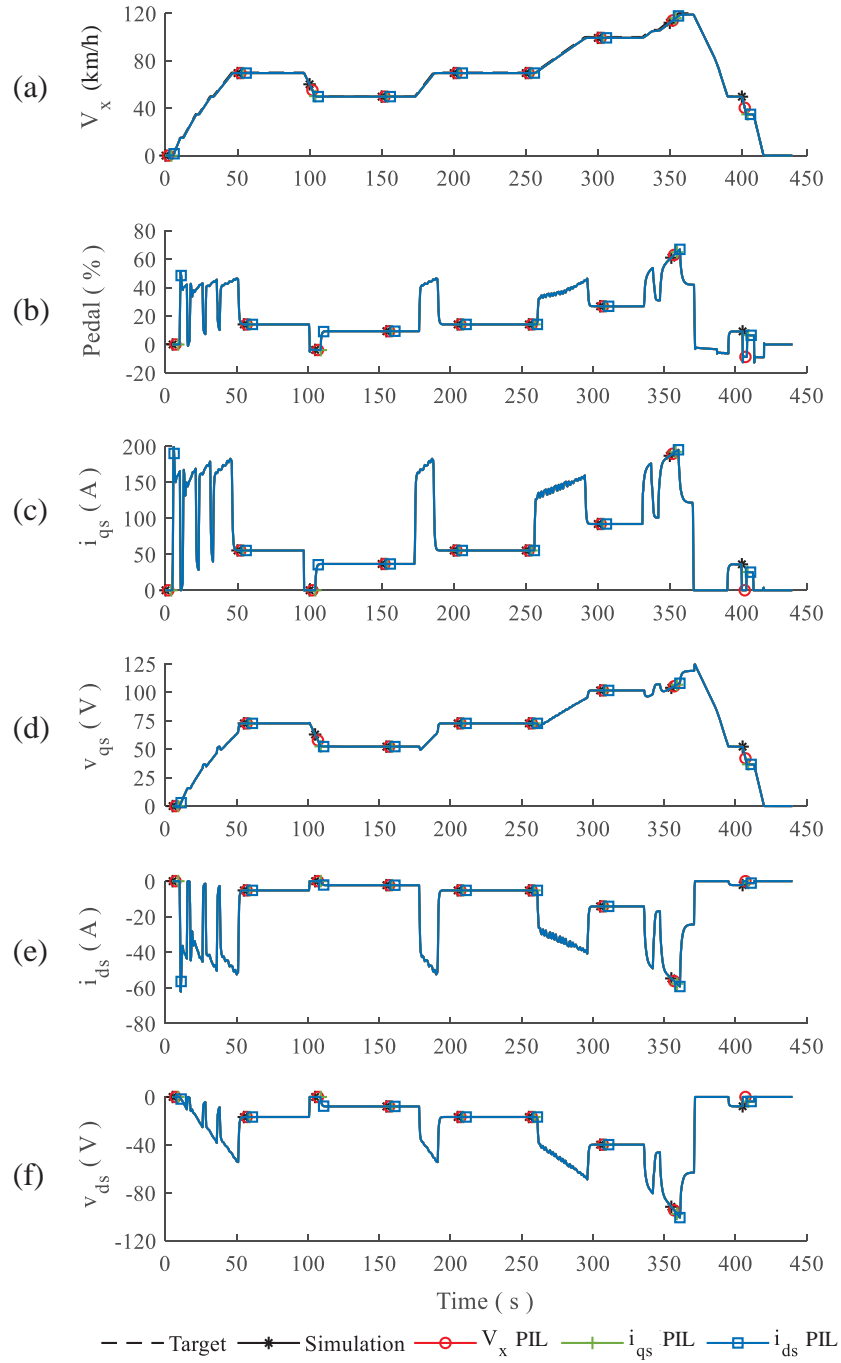 (a)
V_x (km/h)
120
80
40
0
0 50 100 150 200 250 300 350 400 450
(b)
Pedal ( % )
80
60
40
20
0
-20
0 50 100 150 200 250 300 350 400 450
(c)
i_qs ( A )
200
150
100
50
0
0 50 100 150 200 250 300 350 400 450
(d)
v_qs ( V )
125
100
75
50
25
0
0 50 100 150 200 250 300 350 400 450
(e)
i_ds ( A )
0
-20
-40
-60
-80
0 50 100 150 200 250 300 350 400 450
(f)
v_ds ( V )
0
-40
-80
-120
0 50 100 150 200 250 300 350 400 450
Time ( s )
Target Simulation V_x PIL i_qs PIL i_ds PIL